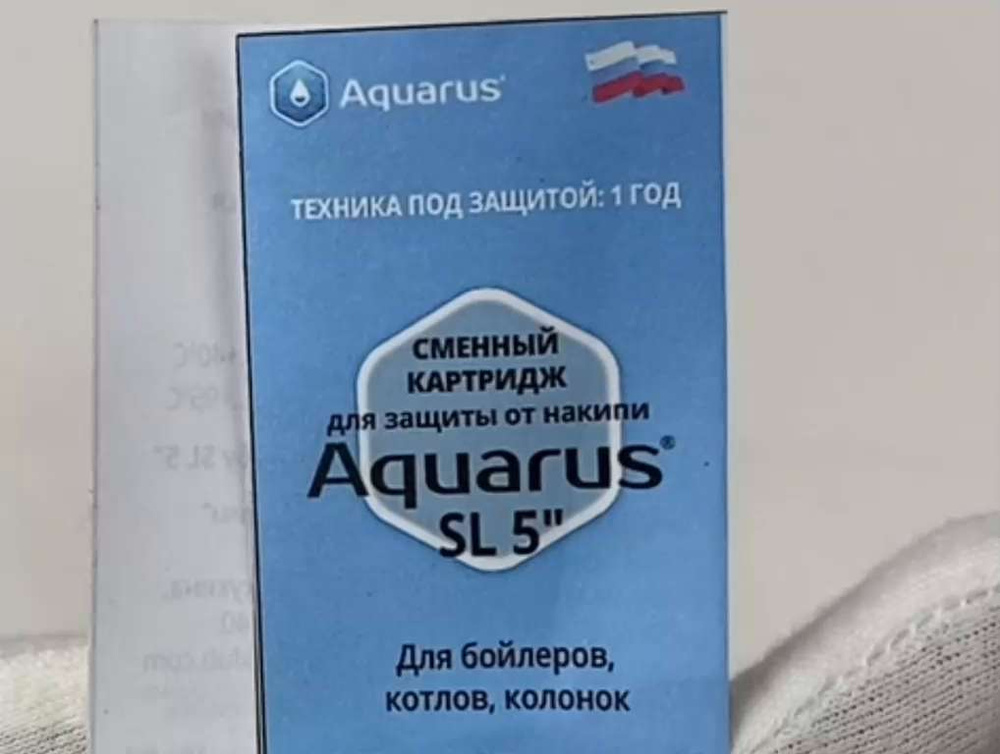 Aquarus
ТЕХНИКА ПОД ЗАЩИТОЙ: 1 ГОД
СМЕННЫЙ
КАРТРИДЖ
для защиты от накипи
Aquarus®
SL 5"
Для бойлеров,
котлов, колонок